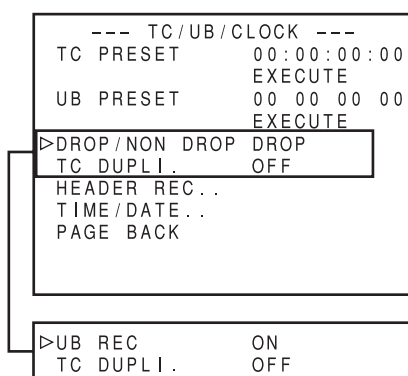 --- TC/UB/CLOCK ---
TC PRESET 00:00:00:00
EXECUTE
UB PRESET 00 00 00 00
EXECUTE
▷DROP/NON DROP DROP
TC DUPLI. OFF
HEADER REC..
TIME/DATE..
PAGE BACK
▷UB REC ON
TC DUPLI. OFF